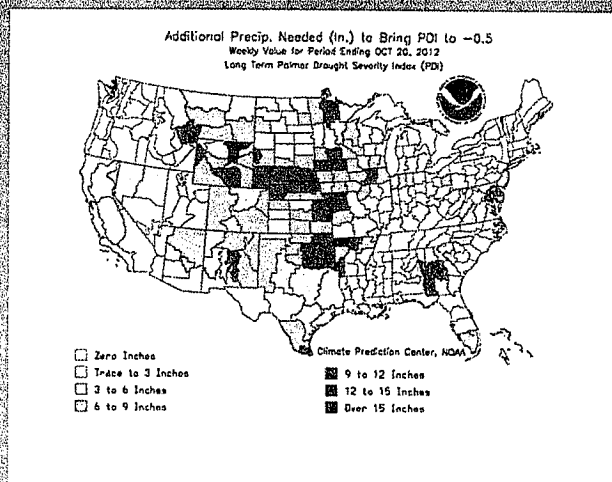 Additional Precip. Needed (In.) to Bring PDI to -0.5
Weekly Value for Period Ending OCT 20, 2012
Long Term Palmer Drought Severity Index (PDI)
Climate Prediction Center, NOAA
Zero Inches
Trace to 3 Inches
3 to 6 Inches
6 to 9 Inches
9 to 12 Inches
12 to 15 Inches
Over 15 Inches